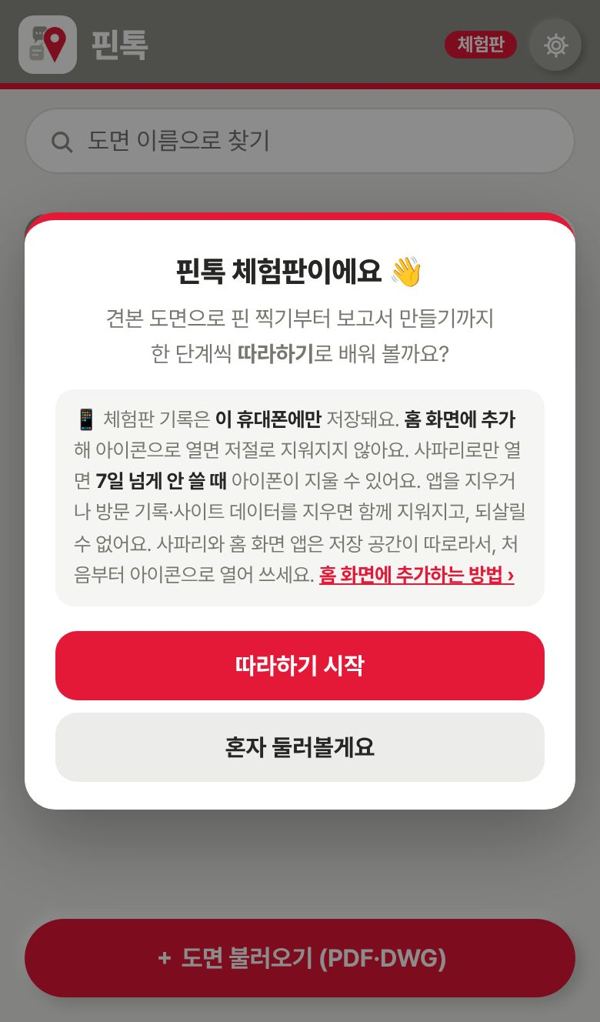 핀톡
체험판
도면 이름으로 찾기
핀톡 체험판이에요 👋
견본 도면으로 핀 찍기부터 보고서 만들기까지
한 단계씩 따라하기로 배워 볼까요?
📱 체험판 기록은 이 휴대폰에만 저장돼요. 홈 화면에 추가
해 아이콘으로 열면 저절로 지워지지 않아요. 사파리로만 열
면 7일 넘게 안 쓸 때 아이폰이 지울 수 있어요. 앱을 지우거
나 방문 기록·사이트 데이터를 지우면 함께 지워지고, 되살릴
수 없어요. 사파리와 홈 화면 앱은 저장 공간이 따로라서, 처
음부터 아이콘으로 열어 쓰세요. 홈 화면에 추가하는 방법 ›
따라하기 시작
혼자 둘러볼게요
+ 도면 불러오기 (PDF·DWG)